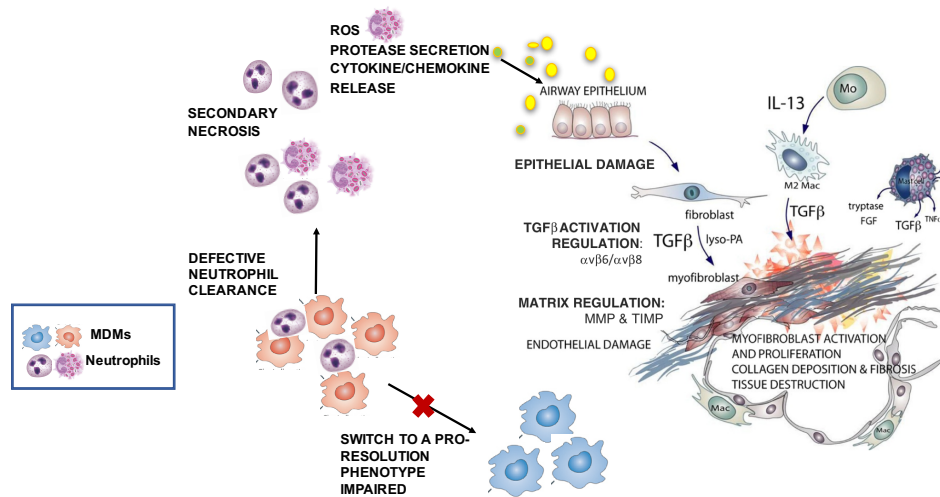 ROS
PROTEASE SECRETION
CYTOKINE/CHEMOKINE
RELEASE
SECONDARY
NECROSIS
AIRWAY EPITHELIUM
EPITHELIAL DAMAGE
IL-13
Mo
M2 Mac
TGFβ
Mast cell
tryptase
FGF
TGFβ
TNFα
fibroblast
TGFβ ACTIVATION
REGULATION:
αvβ6/αvβ8
TGFβ
lyso-PA
myofibroblast
DEFECTIVE
NEUTROPHIL
CLEARANCE
MATRIX REGULATION:
MMP & TIMP
ENDOTHELIAL DAMAGE
MYOFIBROBLAST ACTIVATION
AND PROLIFERATION
COLLAGEN DEPOSITION & FIBROSIS
TISSUE DESTRUCTION
Mac
Mac
MDMs
Neutrophils
SWITCH TO A PRO-
RESOLUTION
PHENOTYPE
IMPAIRED